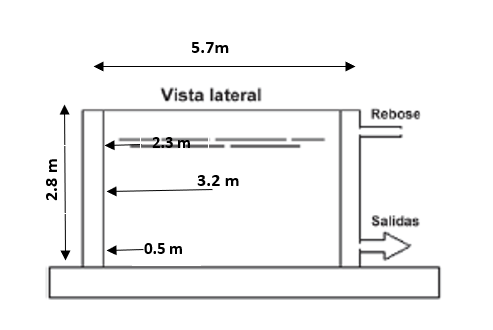 5.7m
Vista lateral
Rebose
2.3 m
2.8 m
3.2 m
Salidas
0.5 m